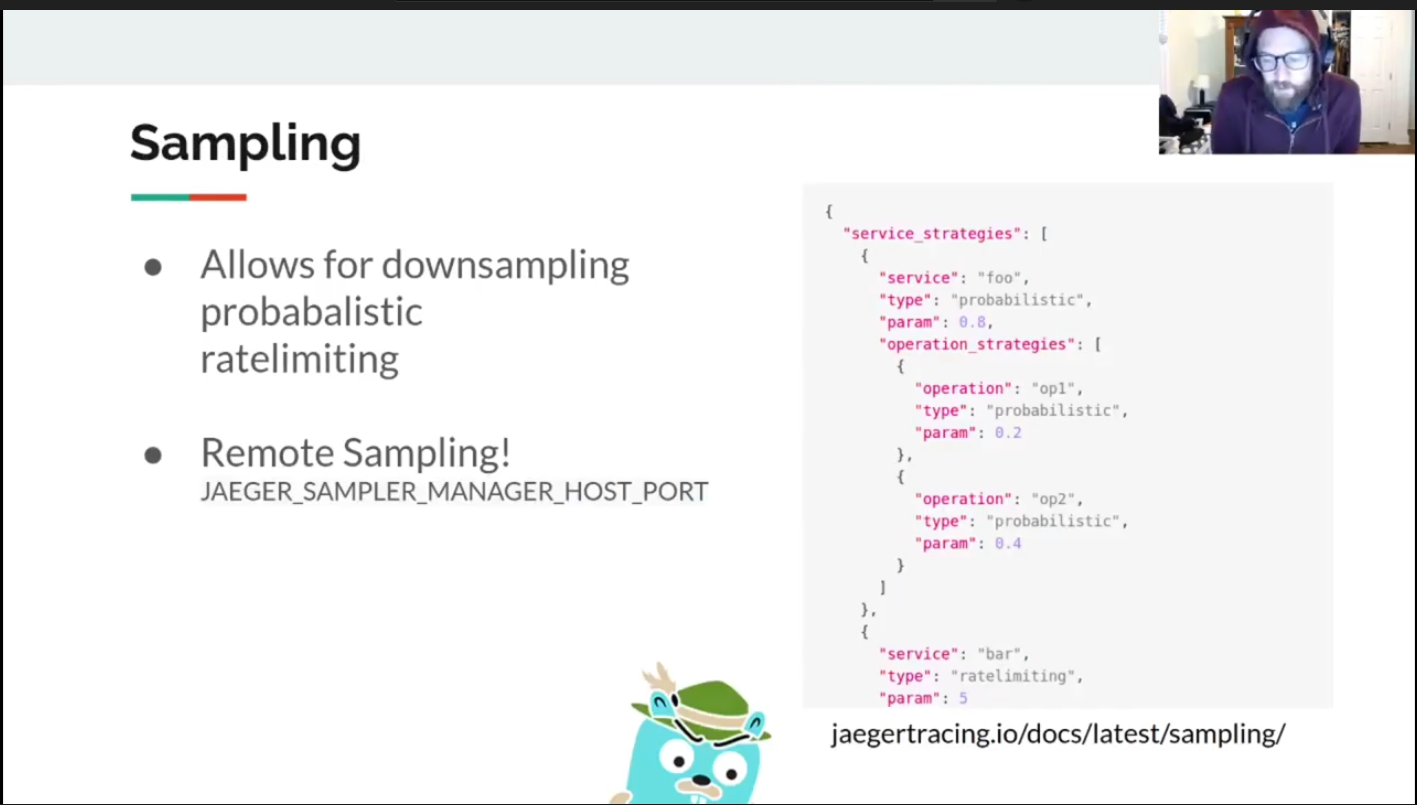 Sampling
● Allows for downsampling
probabalistic
ratelimiting
● Remote Sampling!
JAEGER_SAMPLER_MANAGER_HOST_PORT
{
"service_strategies": [
{
"service": "foo",
"type": "probabilistic",
"param": 0.8,
"operation_strategies": [
{
"operation": "op1",
"type": "probabilistic",
"param": 0.2
},
{
"operation": "op2",
"type": "probabilistic",
"param": 0.4
}
]
},
{
"service": "bar",
"type": "ratelimiting",
"param": 5
jaegertracing.io/docs/latest/sampling/